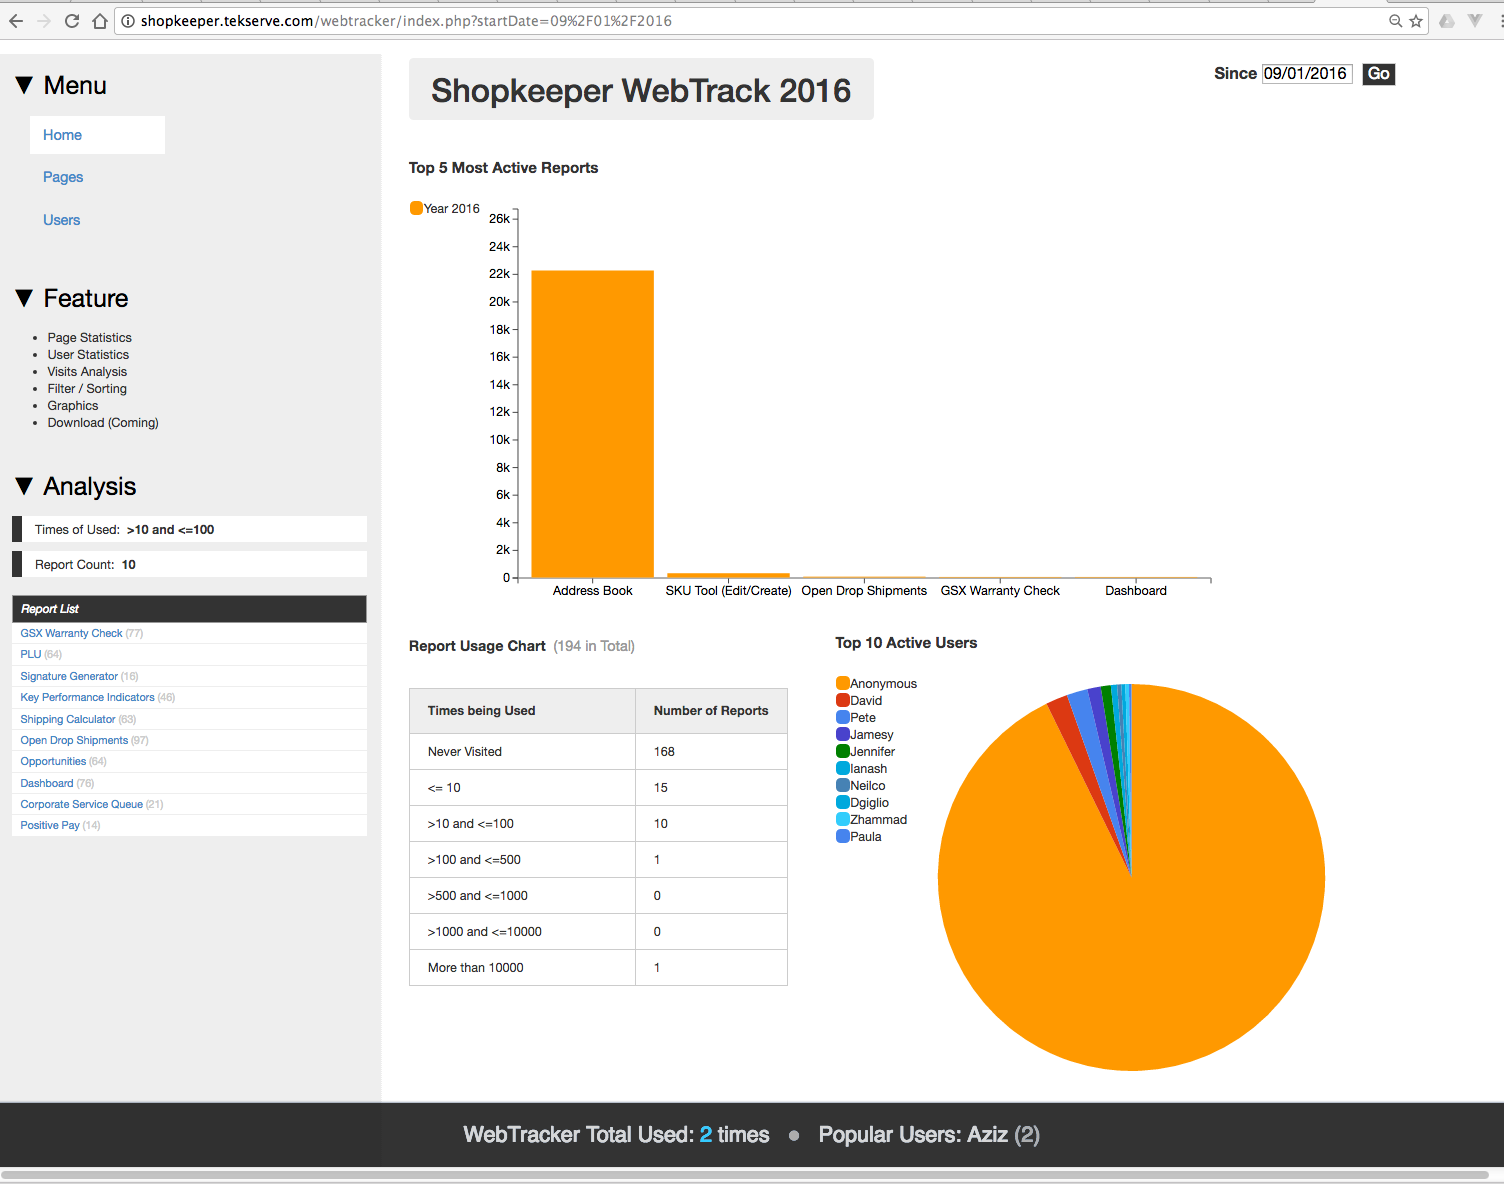 shopkeeper.tekserve.com/webtracker/index.php?startDate=09%2F01%2F2016
▼ Menu
Home
Pages
Users
▼ Feature
• Page Statistics
• User Statistics
• Visits Analysis
• Filter / Sorting
• Graphics
• Download (Coming)
▼ Analysis
Times of Used: >10 and <=100
Report Count: 10
Report List
GSX Warranty Check (77)
PLU (64)
Signature Generator (16)
Key Performance Indicators (46)
Shipping Calculator (63)
Open Drop Shipments (97)
Opportunities (64)
Dashboard (76)
Corporate Service Queue (21)
Positive Pay (14)
Shopkeeper WebTrack 2016
Since 09/01/2016 Go
Top 5 Most Active Reports
Year 2016
26k
24k
22k
20k
18k
16k
14k
12k
10k
8k
6k
4k
2k
0
Address Book SKU Tool (Edit/Create) Open Drop Shipments GSX Warranty Check Dashboard
Report Usage Chart (194 in Total)
Times being Used Number of Reports
Never Visited 168
<= 10 15
>10 and <=100 10
>100 and <=500 1
>500 and <=1000 0
>1000 and <=10000 0
More than 10000 1
Top 10 Active Users
Anonymous
David
Pete
Jamesy
Jennifer
Ianash
Neilco
Dgiglio
Zhammad
Paula
WebTracker Total Used: 2 times ● Popular Users: Aziz (2)